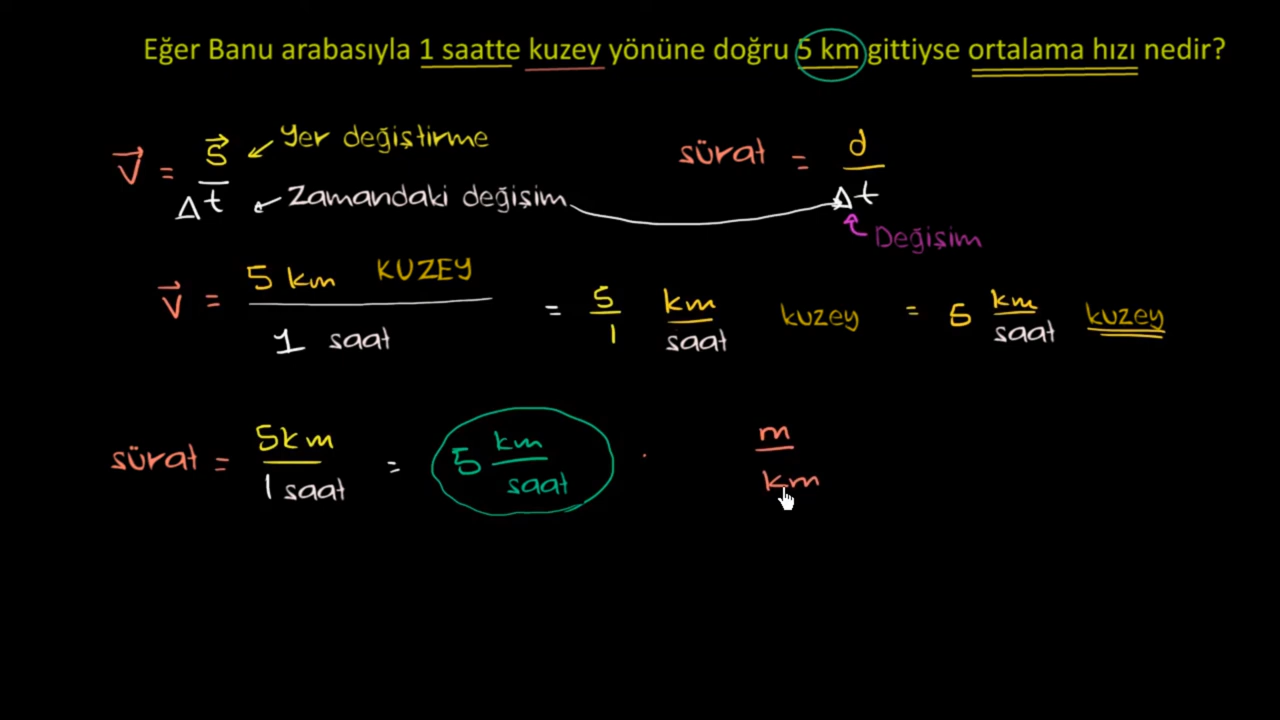 Eğer Banu arabasıyla 1 saatte kuzey yönüne doğru 5 km gittiyse ortalama hızı nedir?
V = S / Δt
Yer değiştirme
Zamandaki değişim
sürat = d / Δt
Değişim
V = 5 km KUZEY / 1 saat = 5/1 km/saat kuzey = 5 km/saat kuzey
sürat = 5km / 1 saat = 5 km/saat · m/km